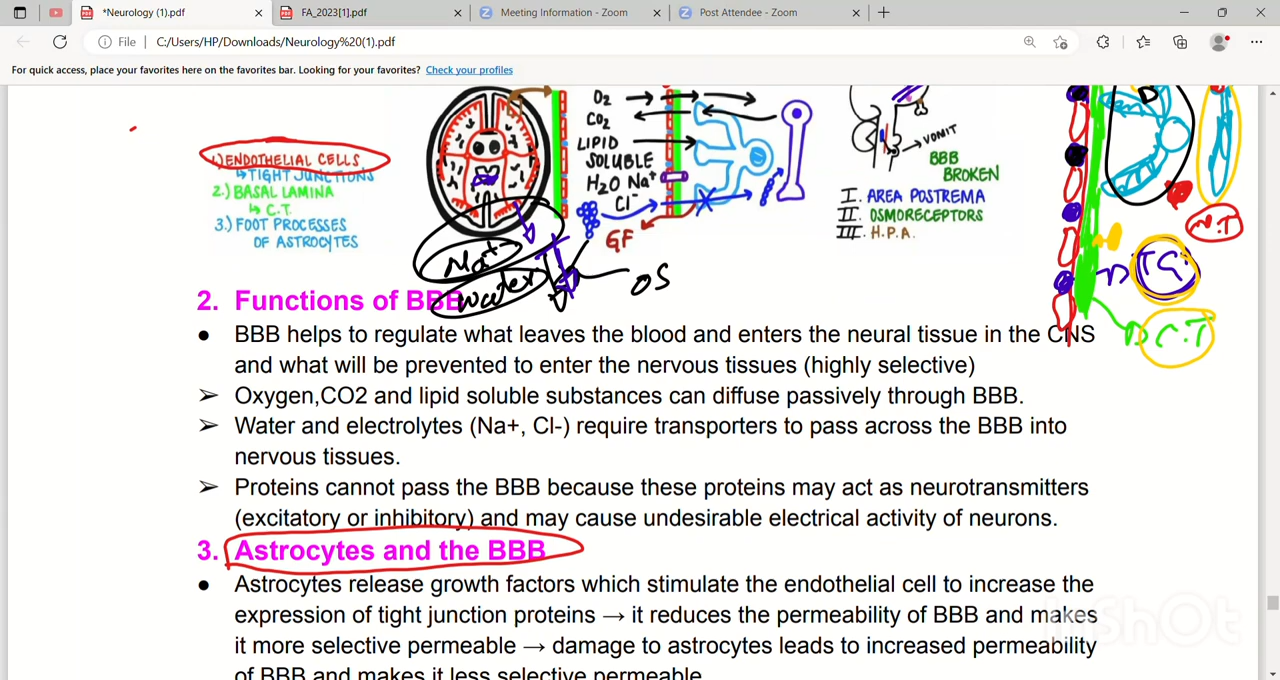 *Neurology (1).pdf
FA_2023[1].pdf
Meeting Information - Zoom
Post Attendee - Zoom
File
C:/Users/HP/Downloads/Neurology%20(1).pdf
For quick access, place your favorites here on the favorites bar. Looking for your favorites? Check your profiles
1.) ENDOTHELIAL CELLS
↳ TIGHT JUNCTIONS
2.) BASAL LAMINA
↳ C.T.
3.) FOOT PROCESSES
OF ASTROCYTES
O2
CO2
LIPID
SOLUBLE
H2O Na+
Cl-
GF
Na+
Water
OS
VOMIT
BBB
BROKEN
I. AREA POSTREMA
II. OSMORECEPTORS
III. H.P.A.
N.T
C.T
2. Functions of BBB
● BBB helps to regulate what leaves the blood and enters the neural tissue in the CNS
and what will be prevented to enter the nervous tissues (highly selective)
➢ Oxygen,CO2 and lipid soluble substances can diffuse passively through BBB.
➢ Water and electrolytes (Na+, Cl-) require transporters to pass across the BBB into
nervous tissues.
➢ Proteins cannot pass the BBB because these proteins may act as neurotransmitters
(excitatory or inhibitory) and may cause undesirable electrical activity of neurons.
3. Astrocytes and the BBB
● Astrocytes release growth factors which stimulate the endothelial cell to increase the
expression of tight junction proteins → it reduces the permeability of BBB and makes
it more selective permeable → damage to astrocytes leads to increased permeability
of BBB and makes it less selective permeable
InShOt